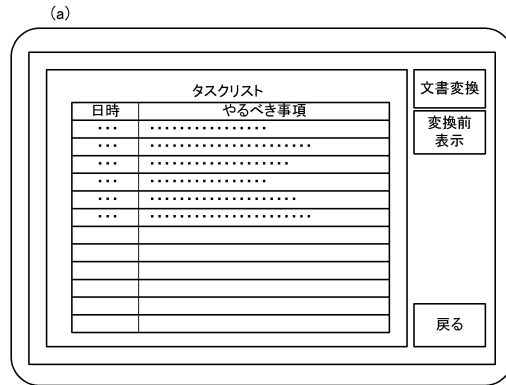 (a)
タスクリスト
日時 やるべき事項
・・・ ・・・・・・・・・・・・・・・・
・・・ ・・・・・・・・・・・・・・・・・・・・・・
・・・ ・・・・・・・・・・・・・・・・・・・
・・・ ・・・・・・・・・・・・・・・・
・・・ ・・・・・・・・・・・・・・・・・・・・
・・・ ・・・・・・・・・・・・・・・・・・・・・・
文書変換
変換前
表示
戻る